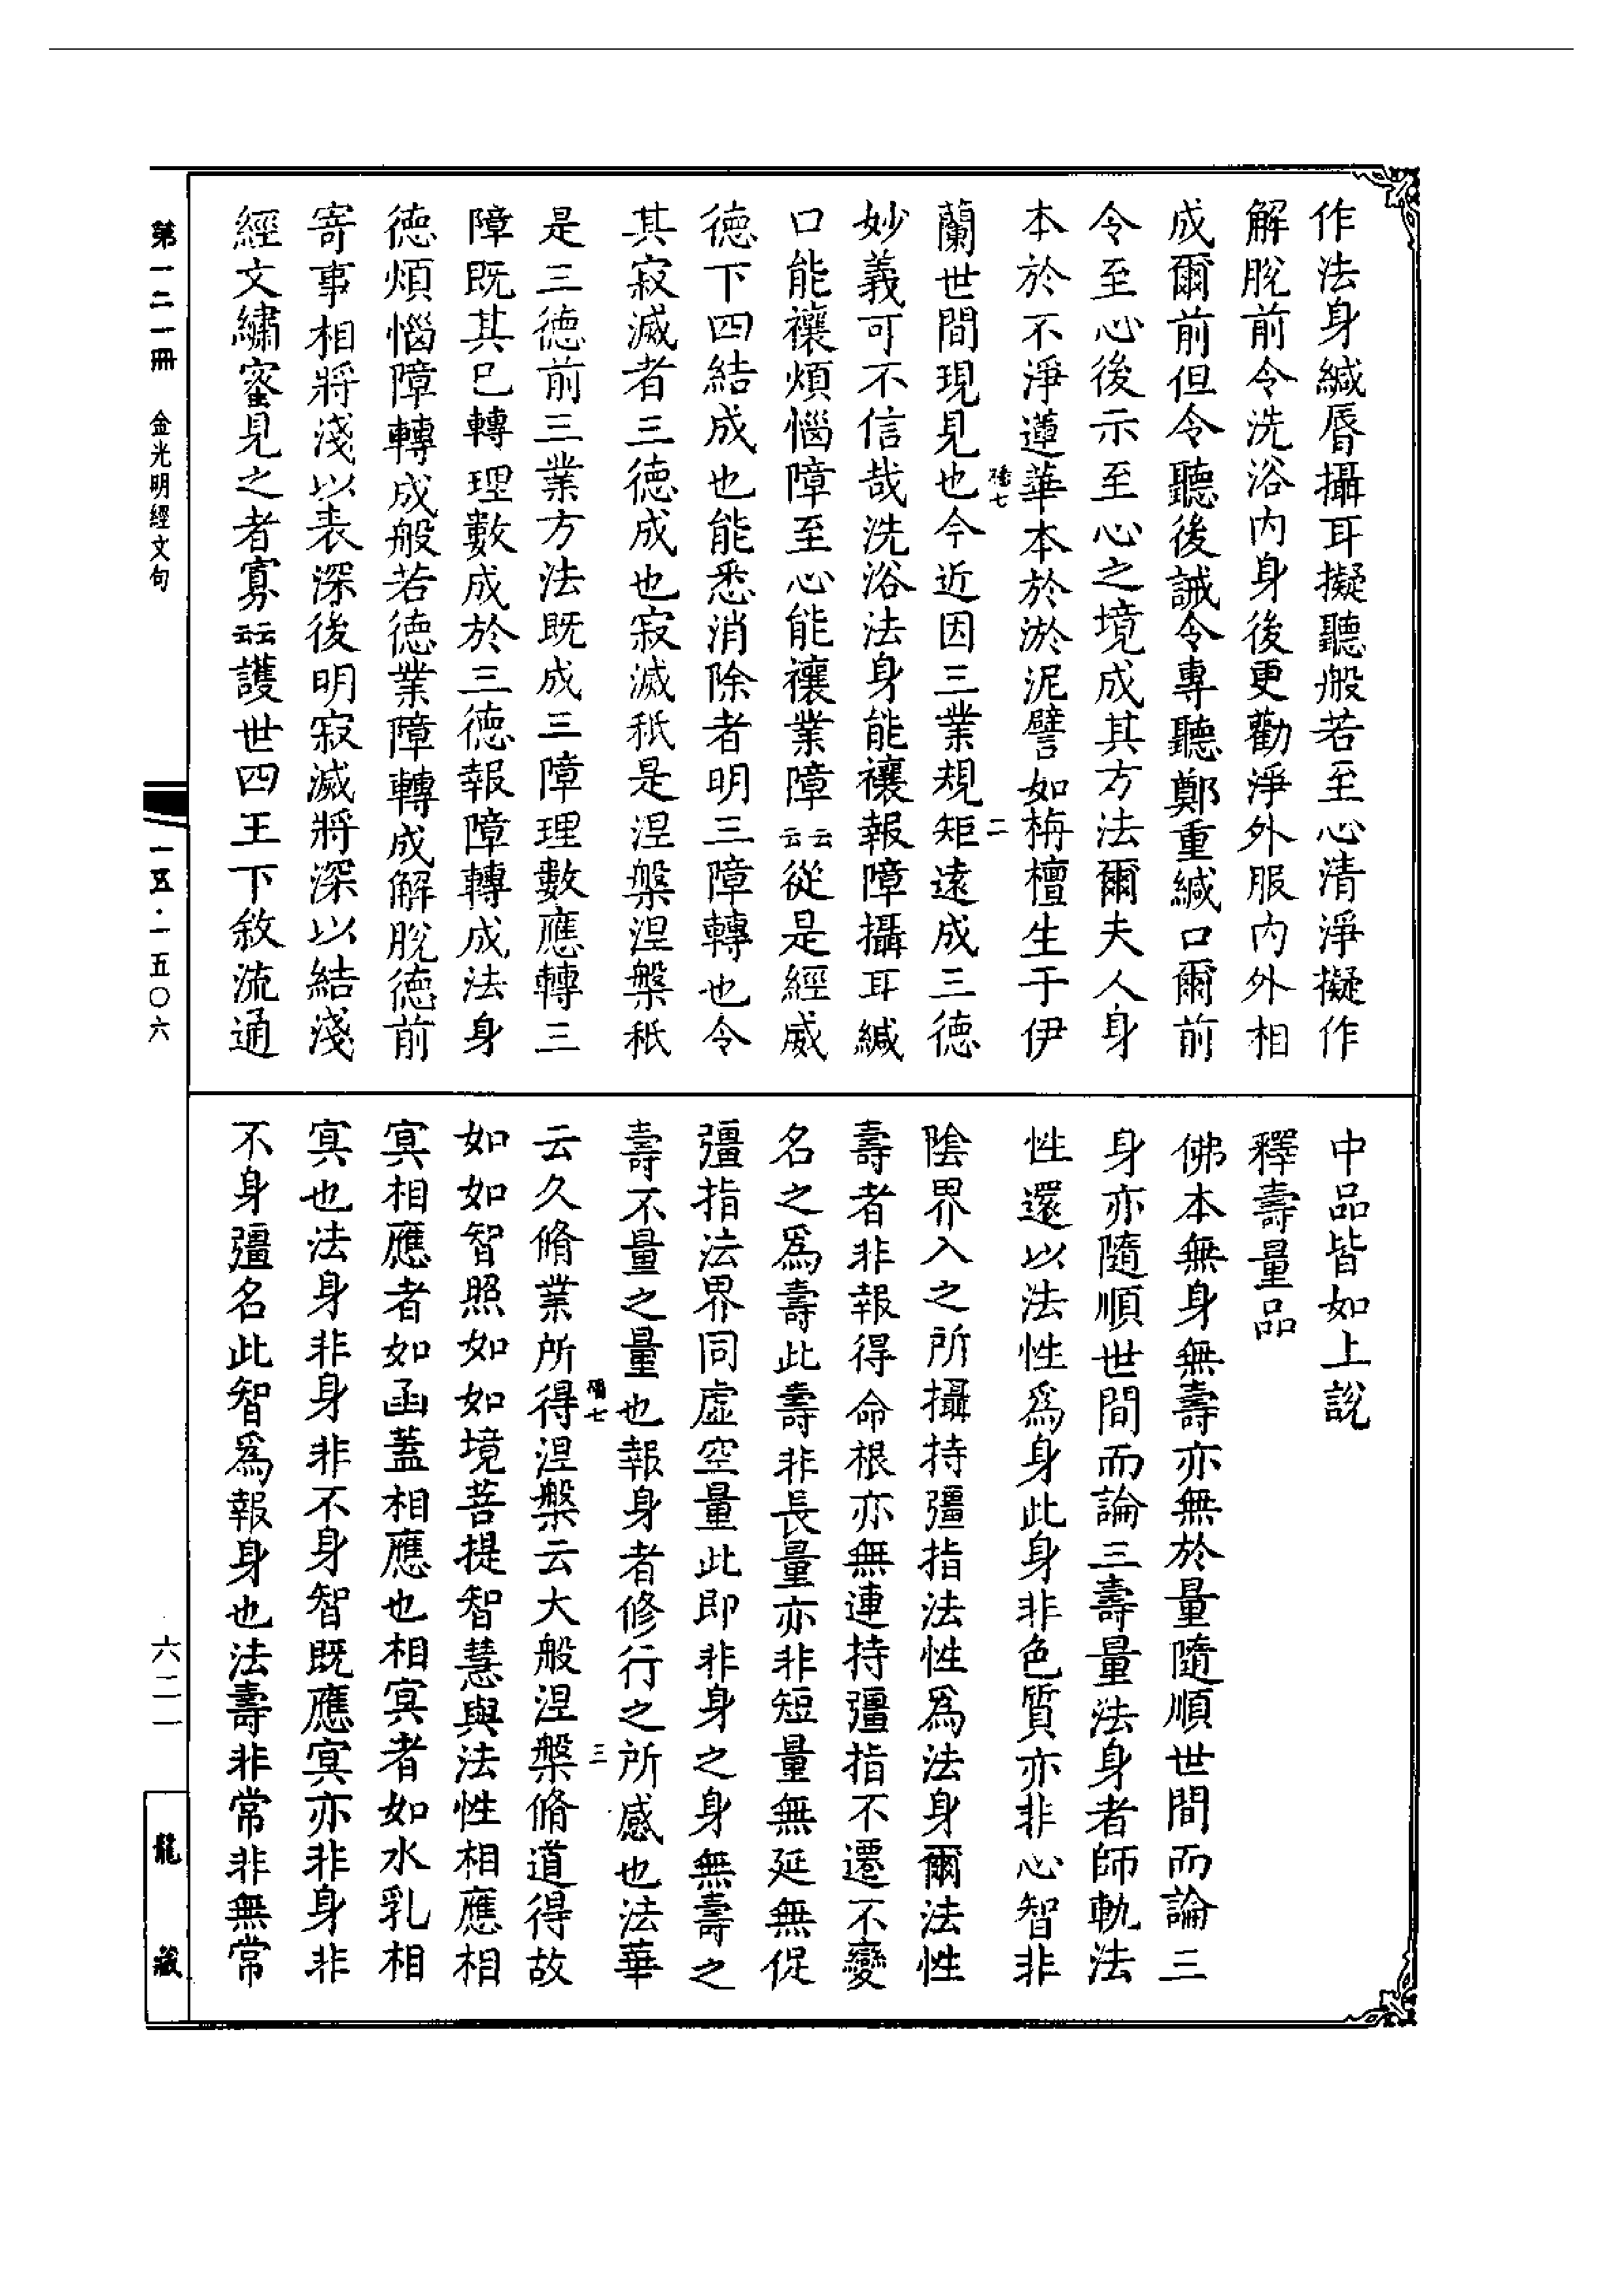 作法身緘脣攝耳擬聽般若至心清淨擬作
解脫前令洗浴內身後更勸淨外服內外相
成爾前但令聽後誡令專聽鄭重緘口爾前
令至心後示至心之境成其方法爾夫人身
本於不淨蓮華本於淤泥譬如栴檀生于伊
蘭世間現見也今近因三業規矩遠成三德
妙義可不信哉洗浴法身能禳報障攝耳緘
口能禳煩惱障至心能禳業障云云從是經威
德下四結成也能悉消除者明三障轉也令
其寂滅者三德成也寂滅秖是涅槃涅槃秖
是三德前三業方法既成三障理數應轉三
障既其已轉理數成於三德報障轉成法身
德煩惱障轉成般若德業障轉成解脫德前
寄事相將淺以表深後明寂滅將深以結淺
經文繡蜜見之者寡云云護世四王下敘流通
中品皆如上說
釋壽量品
佛本無身無壽亦無於量隨順世間而論三
身亦隨順世間而論三壽量法身者師軌法
性還以法性爲身此身非色質亦非心智非
陰界入之所攝持彊指法性爲法身爾法性
壽者非報得命根亦無連持彊指不遷不變
名之爲壽此壽非長量亦非短量無延無促
彊指法界同虛空量此即非身之身無壽之
壽不量之量也報身者修行之所感也法華
云久脩業所得涅槃云大般涅槃脩道得故
如如智照如如境菩提智慧與法性相應相
冥相應者如函蓋相應也相冥者如水乳相
冥也法身非身非不身智既應冥亦非身非
不身彊名此智爲報身也法壽非常非無常
二
三
第一二一冊 金光明經文句
一五·一五〇六
六二一
龍藏